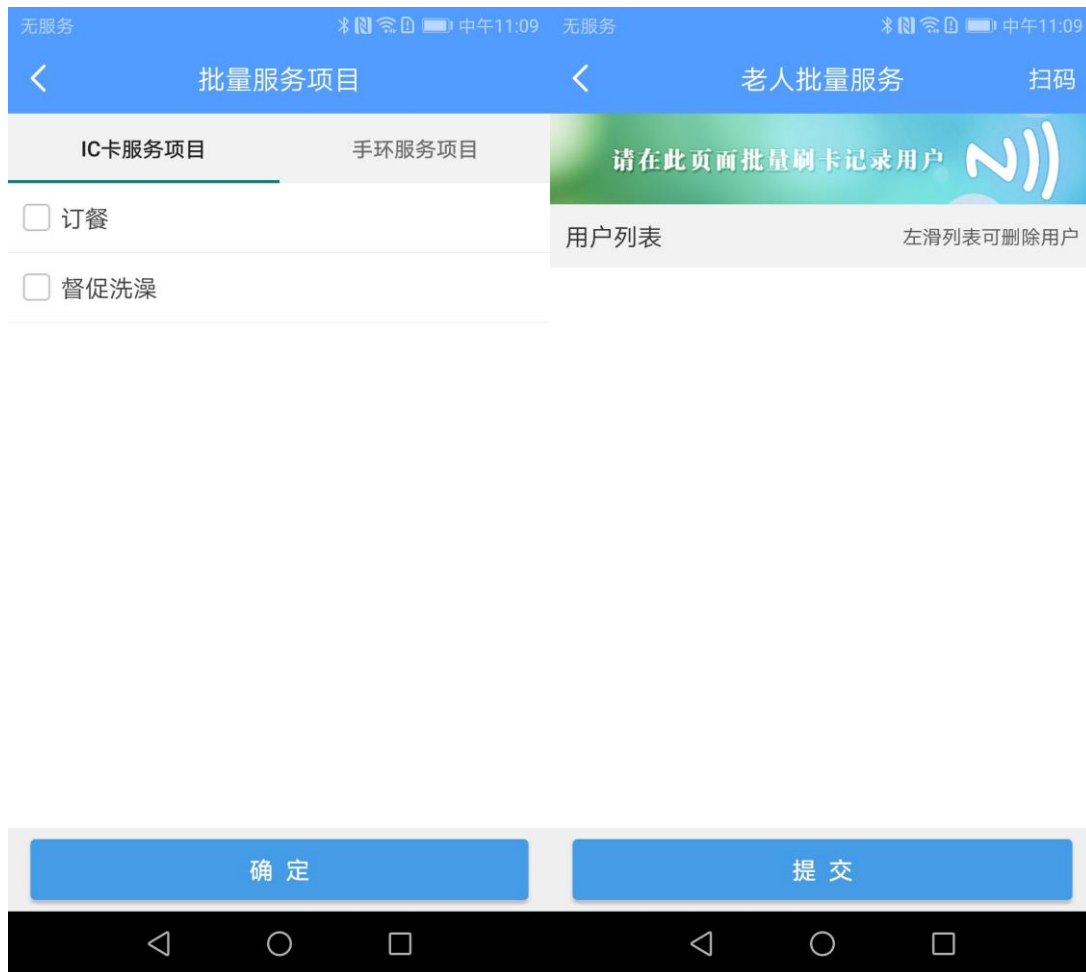 无服务 中午11:09
批量服务项目
IC卡服务项目 手环服务项目
订餐
督促洗澡
确定
无服务 中午11:09
老人批量服务 扫码
请在此页面批量刷卡记录用户
用户列表 左滑列表可删除用户
提交